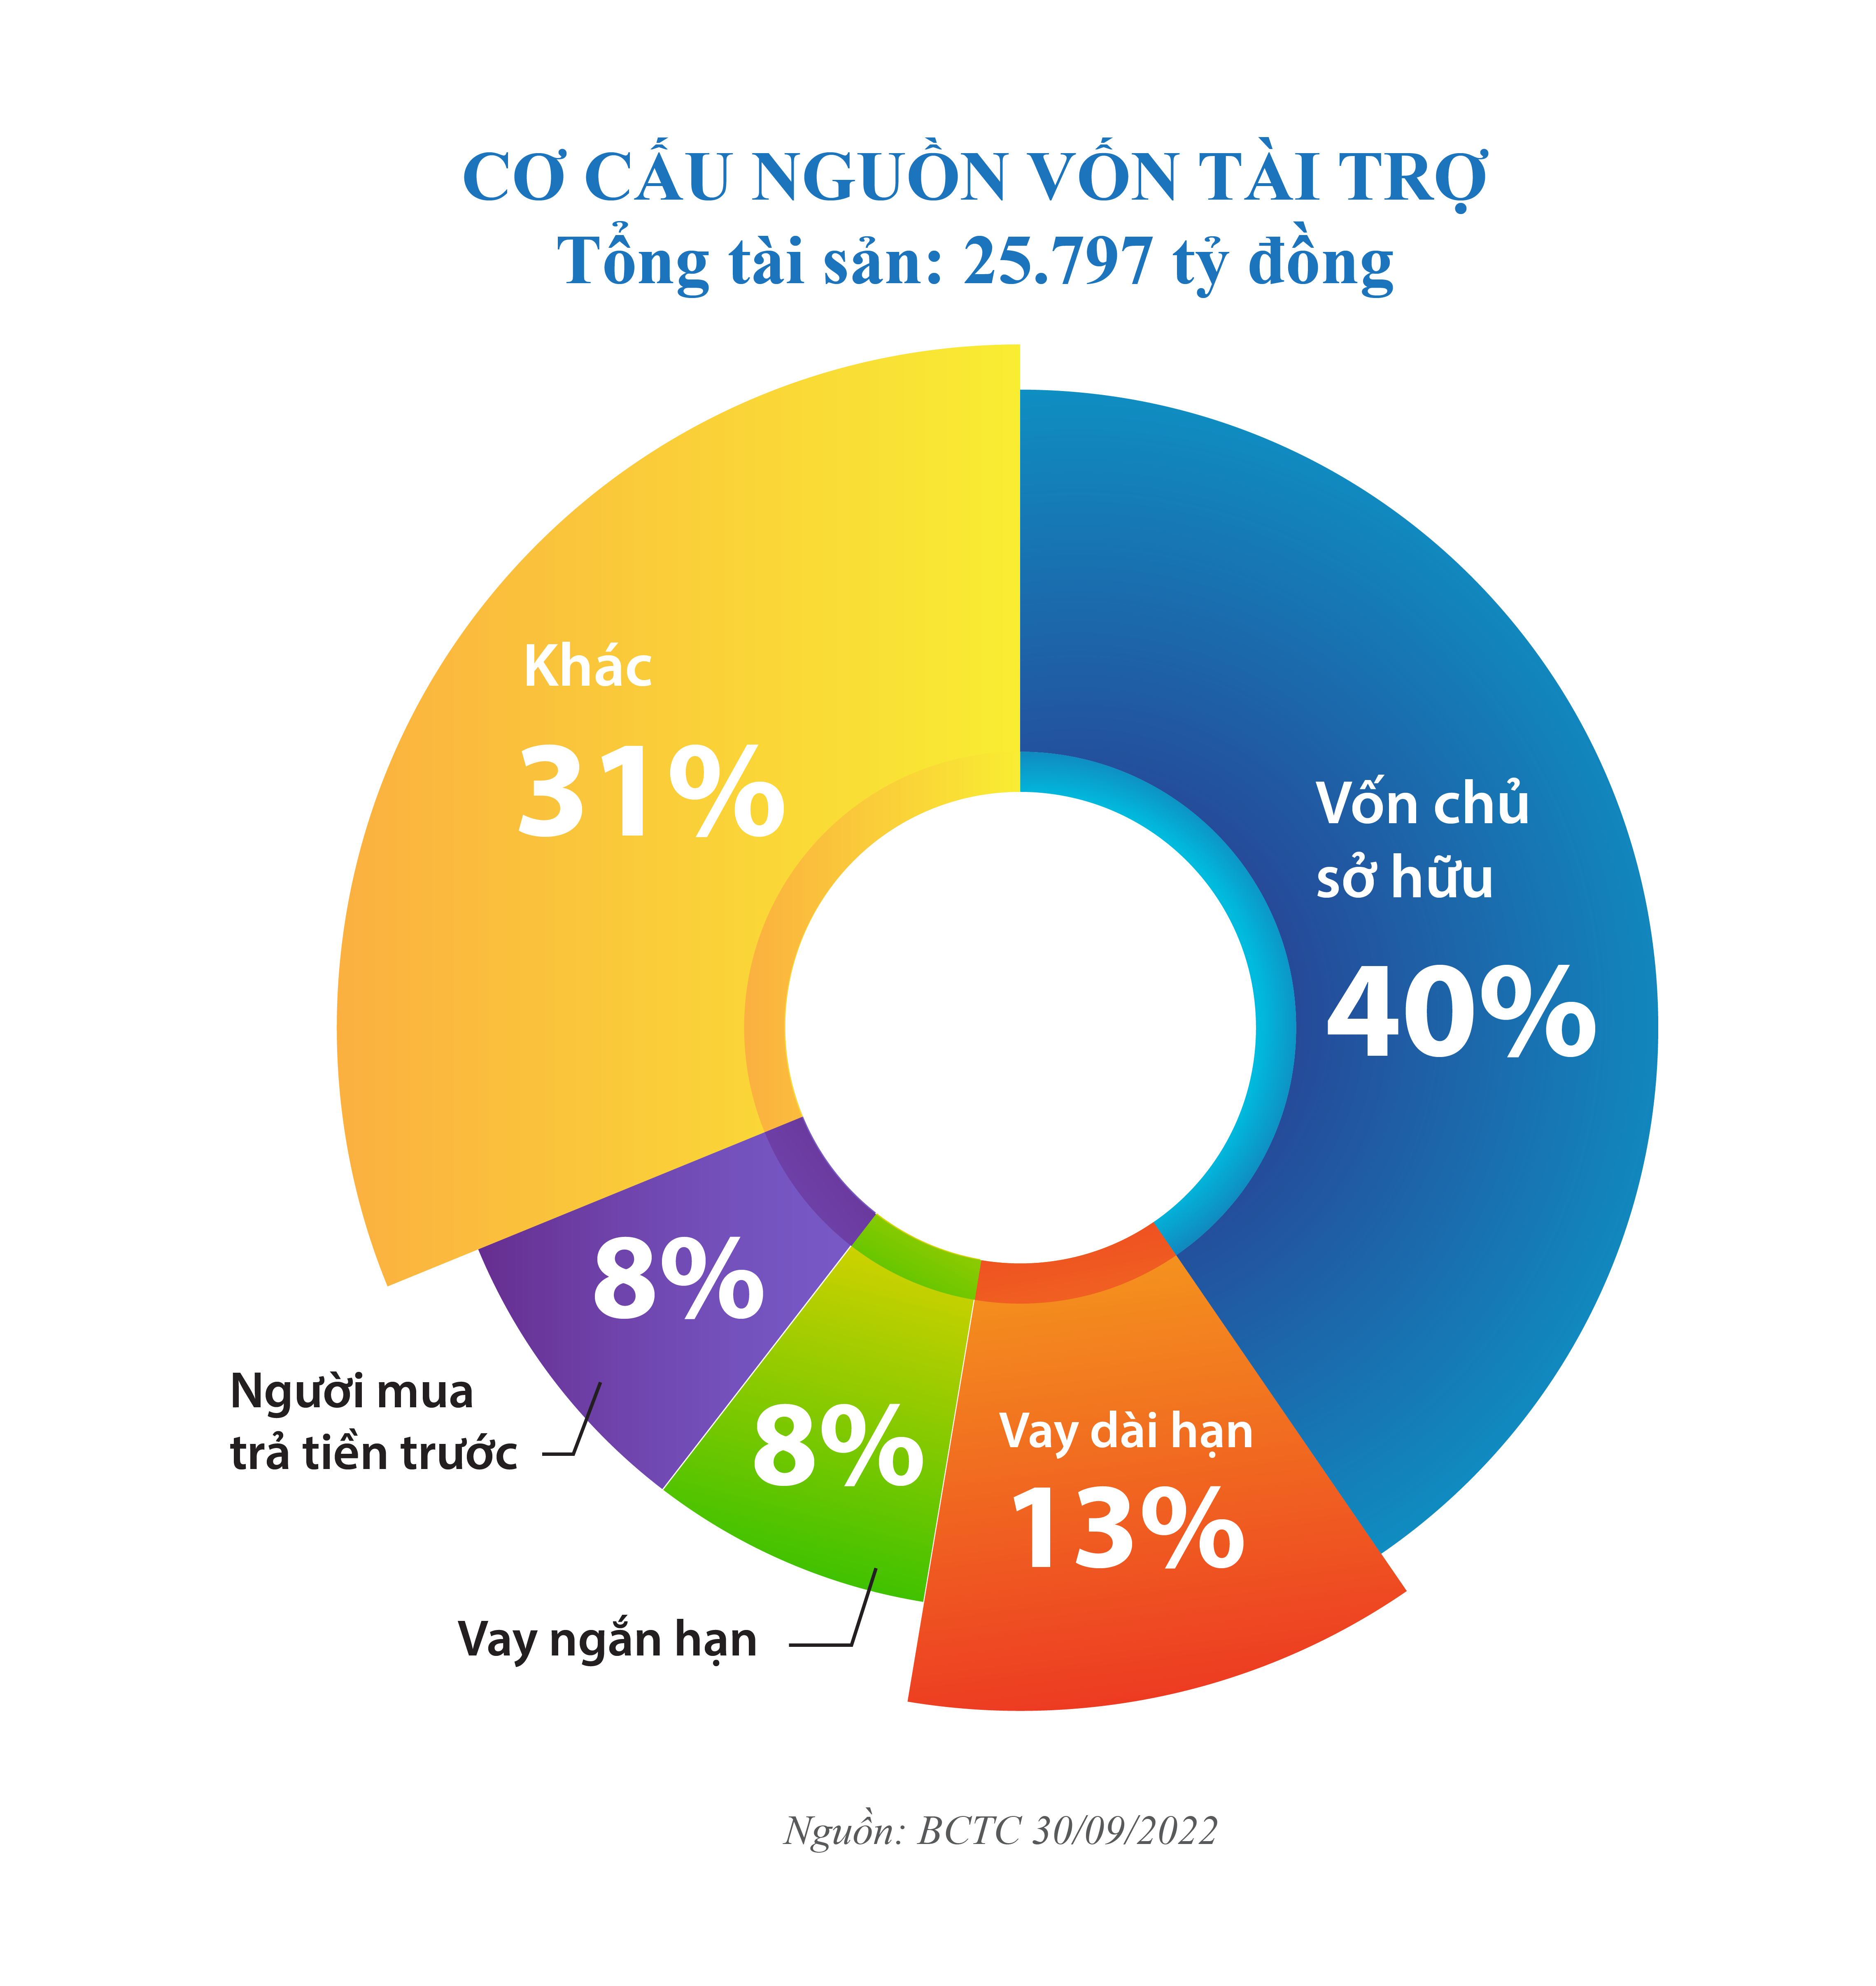 CƠ CẤU NGUỒN VỐN TÀI TRỢ
Tổng tài sản: 25.797 tỷ đồng
Khác
31%
Vốn chủ
sở hữu
40%
8%
Người mua
trả tiền trước
8%
Vay ngắn hạn
Vay dài hạn
13%
Nguồn: BCTC 30/09/2022